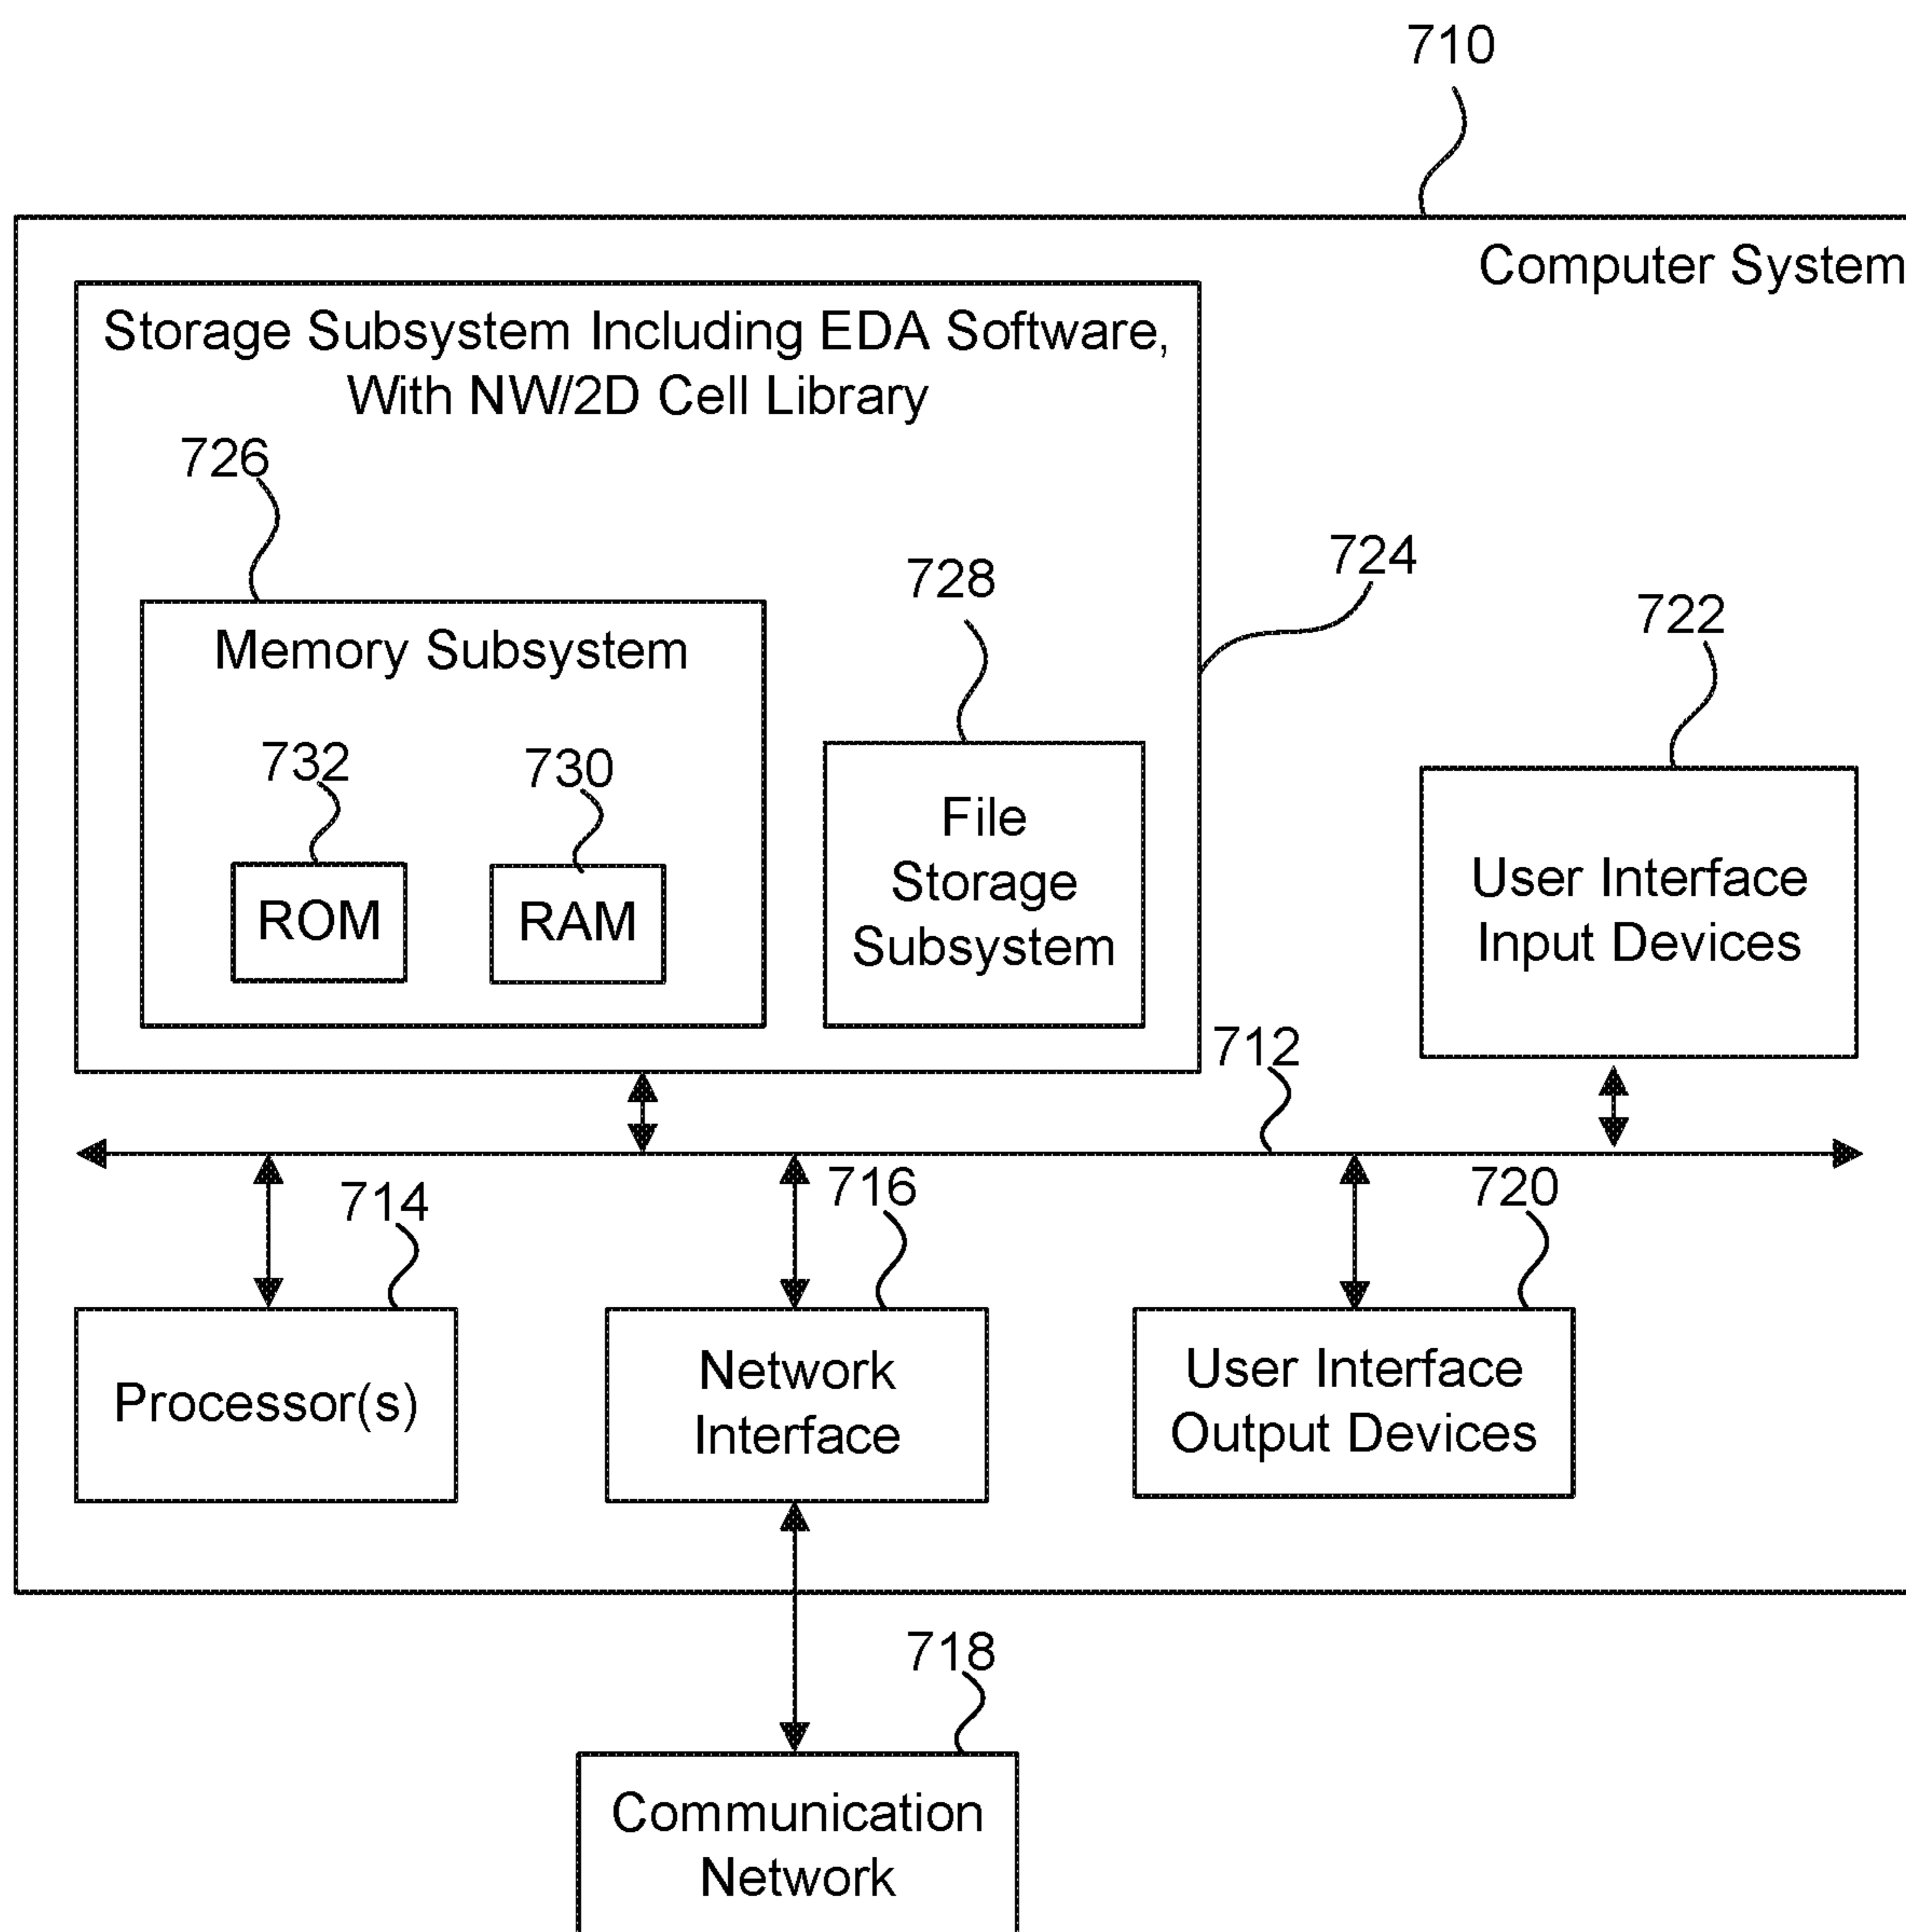 710
Computer System
Storage Subsystem Including EDA Software,
With NW/2D Cell Library
726
728
724
722
Memory Subsystem
732
730
ROM
RAM
File
Storage
Subsystem
User Interface
Input Devices
712
714
716
720
Processor(s)
Network
Interface
User Interface
Output Devices
718
Communication
Network